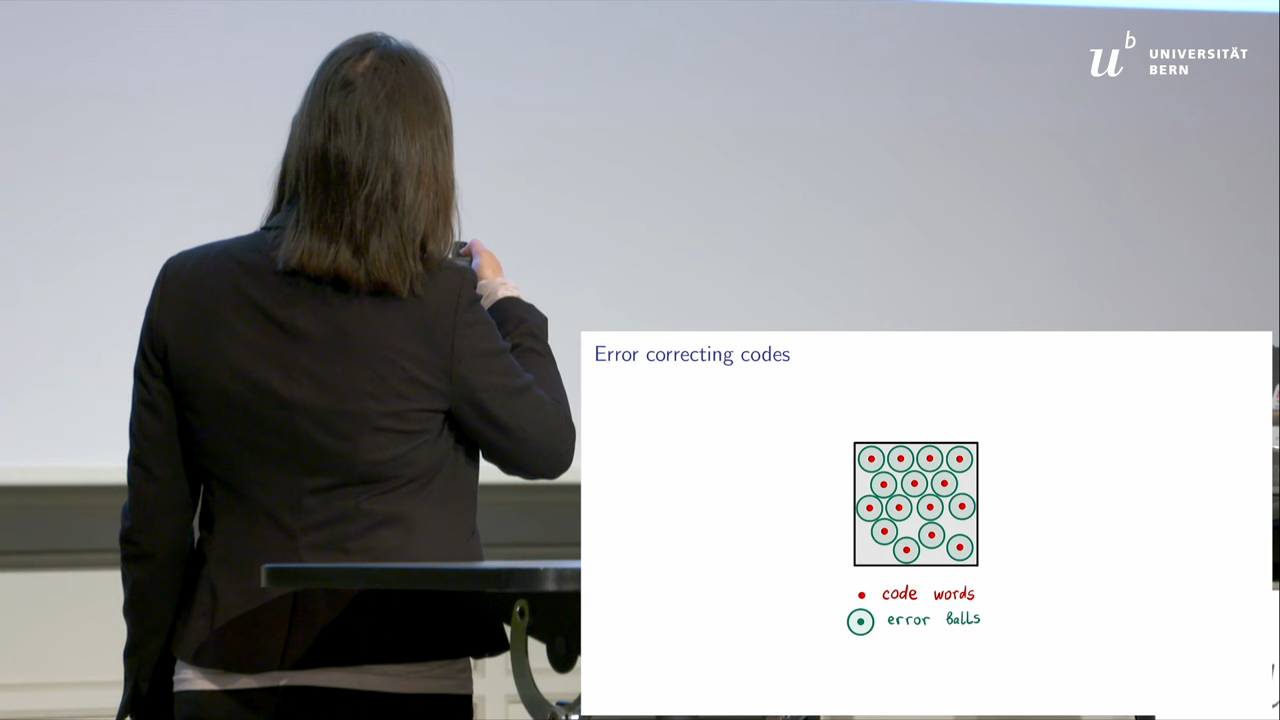 u b UNIVERSITÄT
BERN
Error correcting codes
code words
error balls